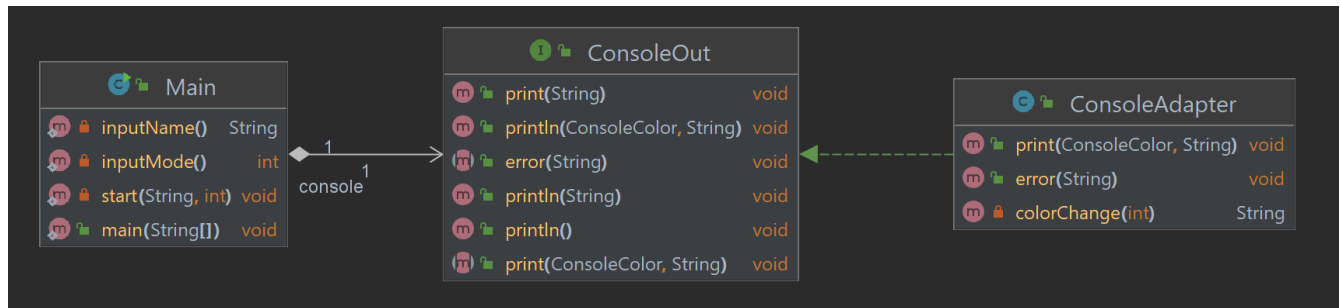 Main
inputName() String
inputMode() int
start(String, int) void
main(String[]) void
1
1
console
ConsoleOut
print(String) void
println(ConsoleColor, String) void
error(String) void
println(String) void
println() void
print(ConsoleColor, String) void
ConsoleAdapter
print(ConsoleColor, String) void
error(String) void
colorChange(int) String